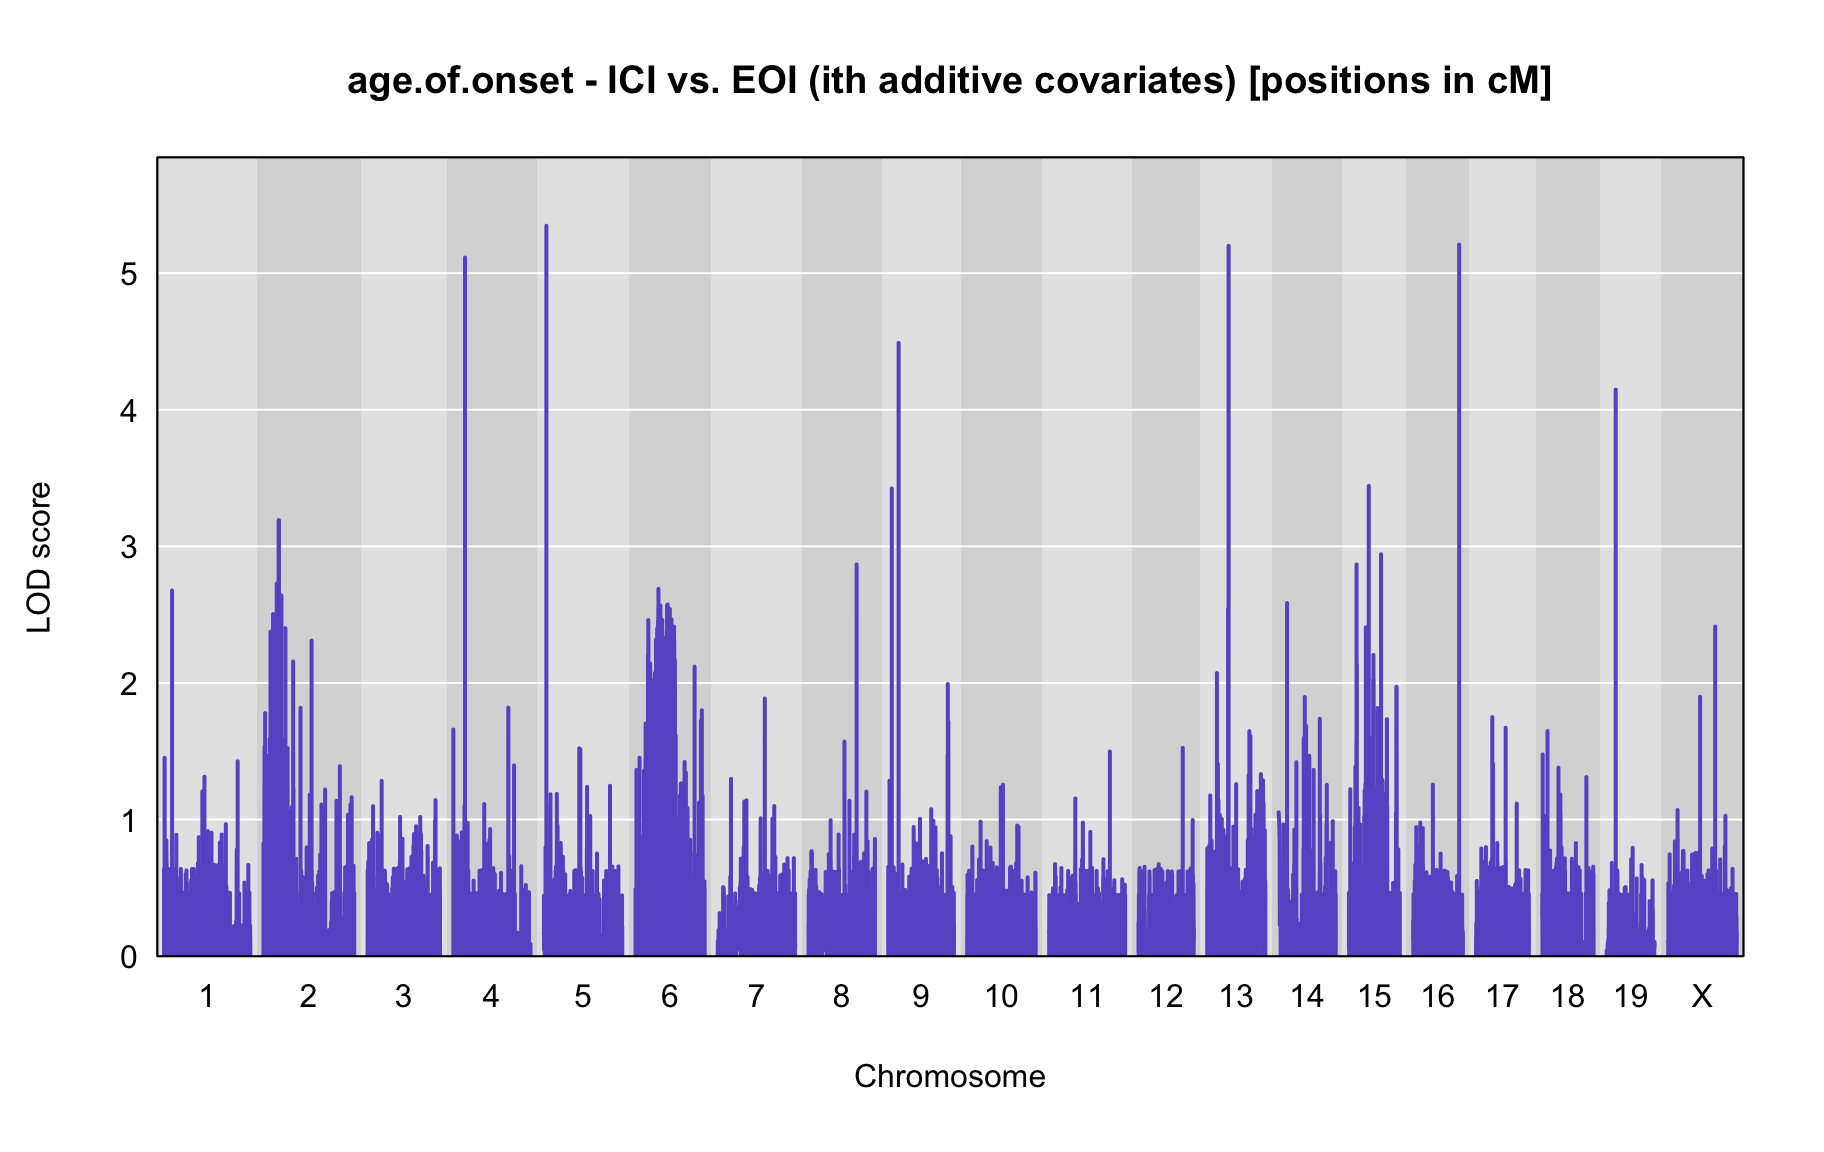 age.of.onset - ICI vs. EOI (ith additive covariates) [positions in cM]
LOD score
5
4
3
2
1
0
1 2 3 4 5 6 7 8 9 10 11 12 13 14 15 16 17 18 19 X
Chromosome